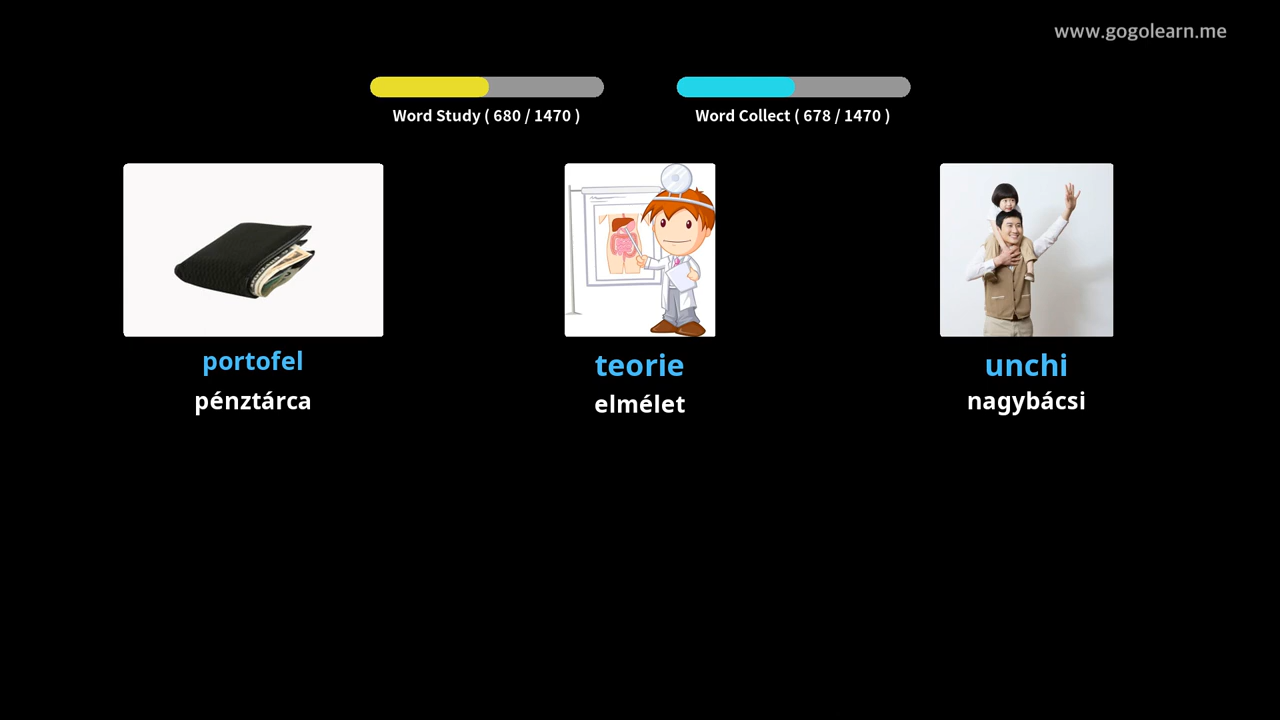 www.gogolearn.me
Word Study ( 680 / 1470 )
Word Collect ( 678 / 1470 )
portofel
pénztárca
teorie
elmélet
unchi
nagybácsi